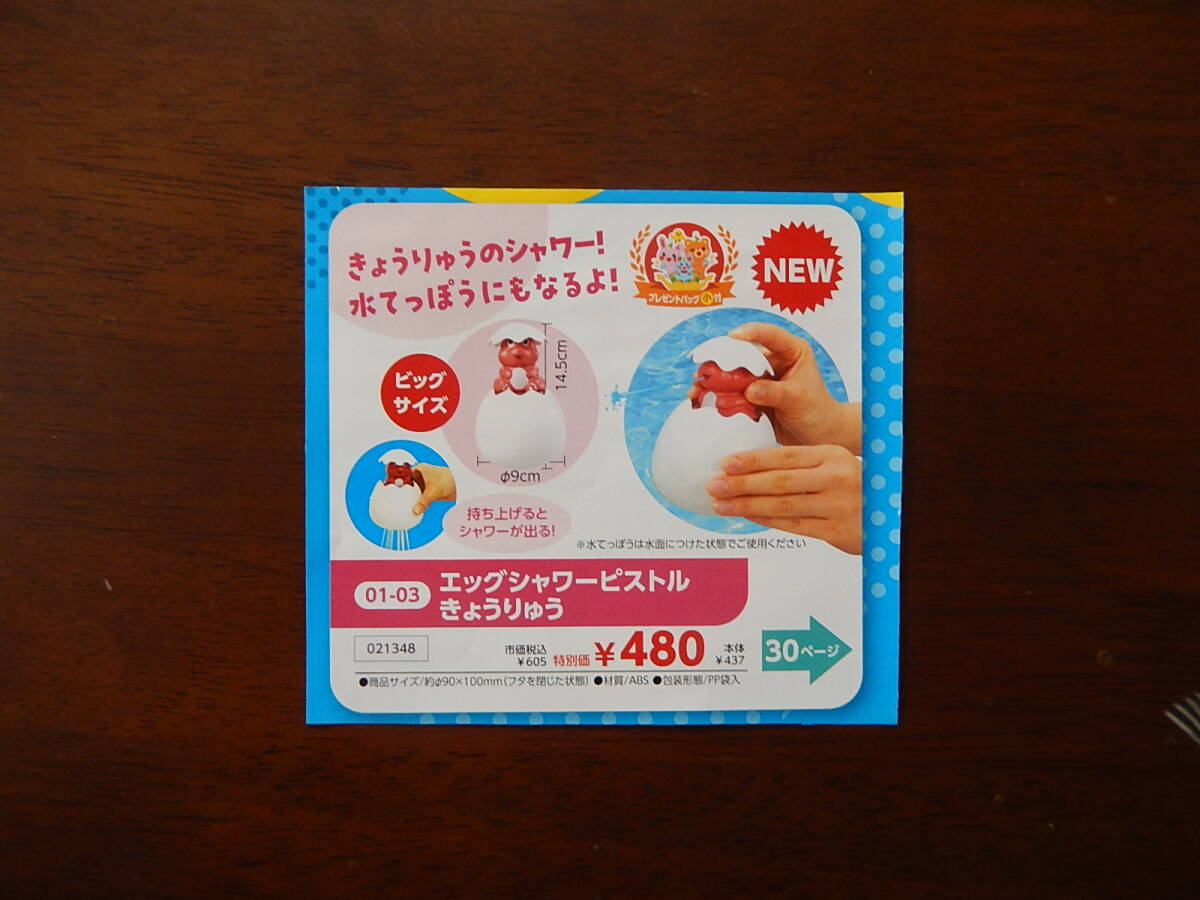 きょうりゅうのシャワー!
水てっぽうにもなるよ!
プレゼントバッグ小付
NEW
ビッグ
サイズ
14.5cm
φ9cm
持ち上げると
シャワーが出る!
※水てっぽうは水面につけた状態でご使用ください
01-03
エッグシャワーピストル
きょうりゅう
021348
市価税込
¥605
特別価 ¥480
本体
¥437
30ページ
●商品サイズ/約φ90×100mm(フタを閉じた状態) ●材質/ABS ●包装形態/PP袋入